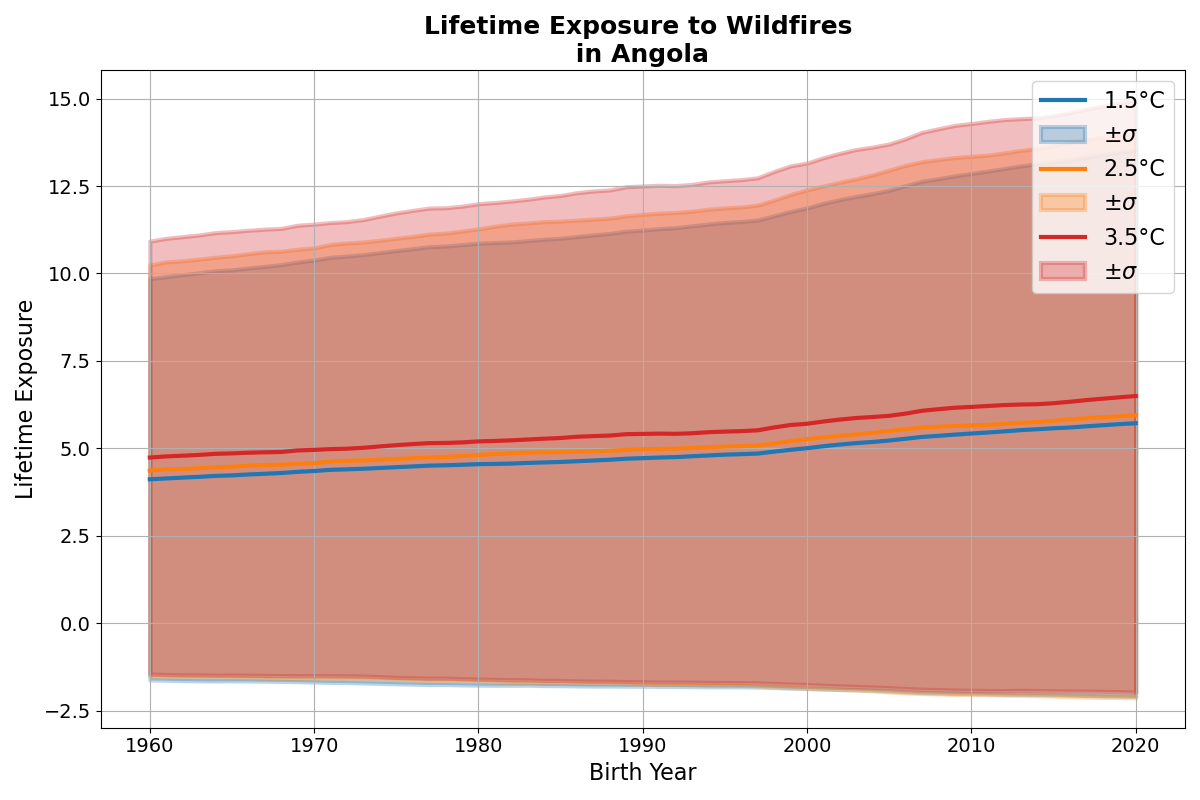 Lifetime Exposure to Wildfires
in Angola
Lifetime Exposure
15.0
12.5
10.0
7.5
5.0
2.5
0.0
−2.5
1960
1970
1980
1990
2000
2010
2020
Birth Year
1.5°C
±σ
2.5°C
±σ
3.5°C
±σ